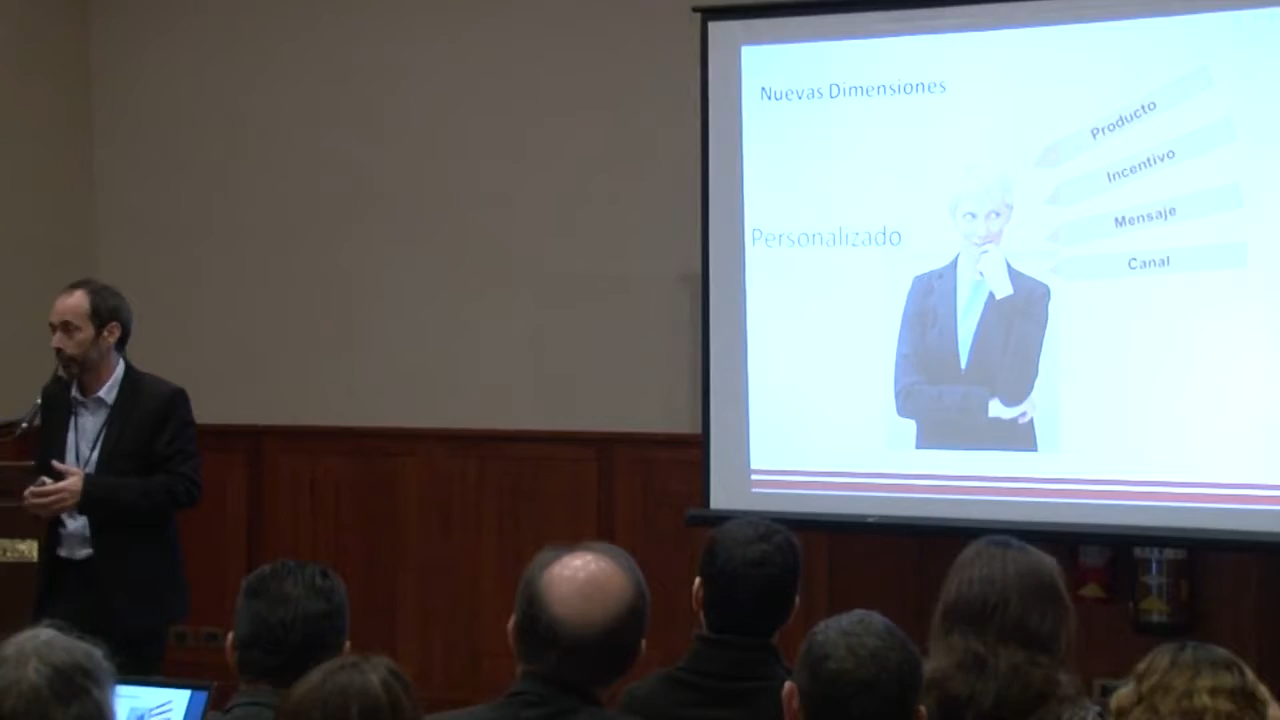 Nuevas Dimensiones
Producto
Incentivo
Mensaje
Canal
Personalizado